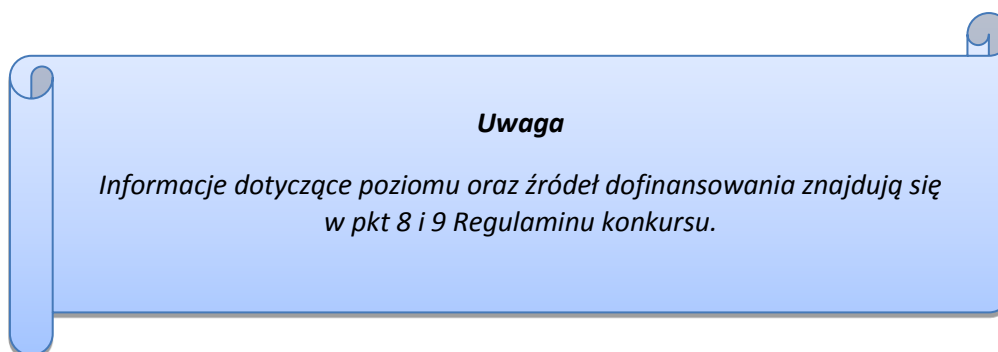 Uwaga
Informacje dotyczące poziomu oraz źródeł dofinansowania znajdują się
w pkt 8 i 9 Regulaminu konkursu.